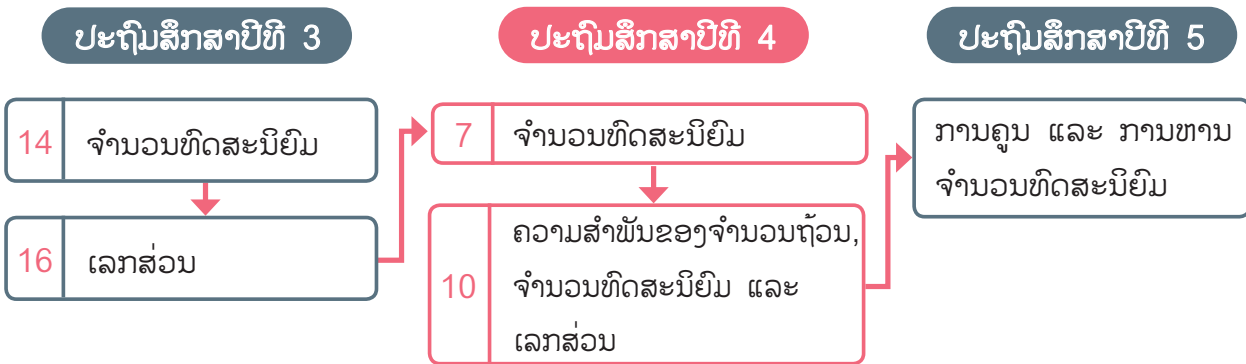 ປະຖົມສຶກສາປີທີ 3
14 ຈຳນວນທົດສະນິຍົມ
16 ເລກສ່ວນ
ປະຖົມສຶກສາປີທີ 4
7 ຈຳນວນທົດສະນິຍົມ
10 ຄວາມສຳພັນຂອງຈຳນວນຖ້ວນ,
ຈຳນວນທົດສະນິຍົມ ແລະ
ເລກສ່ວນ
ປະຖົມສຶກສາປີທີ 5
ການຄູນ ແລະ ການຫານ
ຈຳນວນທົດສະນິຍົມ